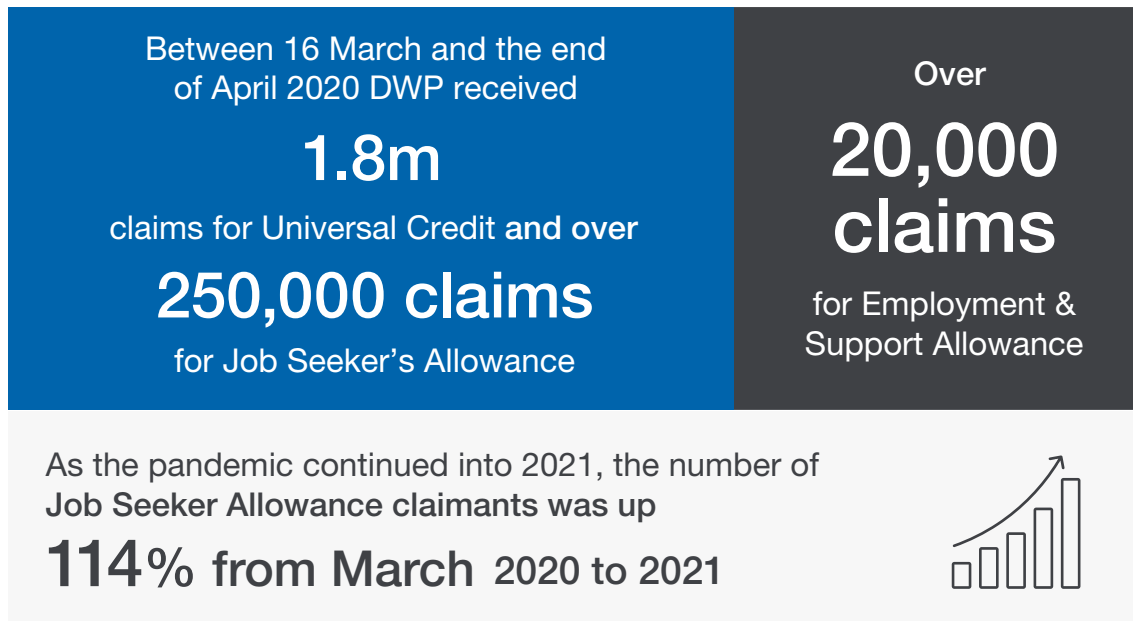 Between 16 March and the end
of April 2020 DWP received
1.8m
claims for Universal Credit and over
250,000 claims
for Job Seeker’s Allowance
Over
20,000
claims
for Employment &
Support Allowance
As the pandemic continued into 2021, the number of
Job Seeker Allowance claimants was up
114% from March 2020 to 2021